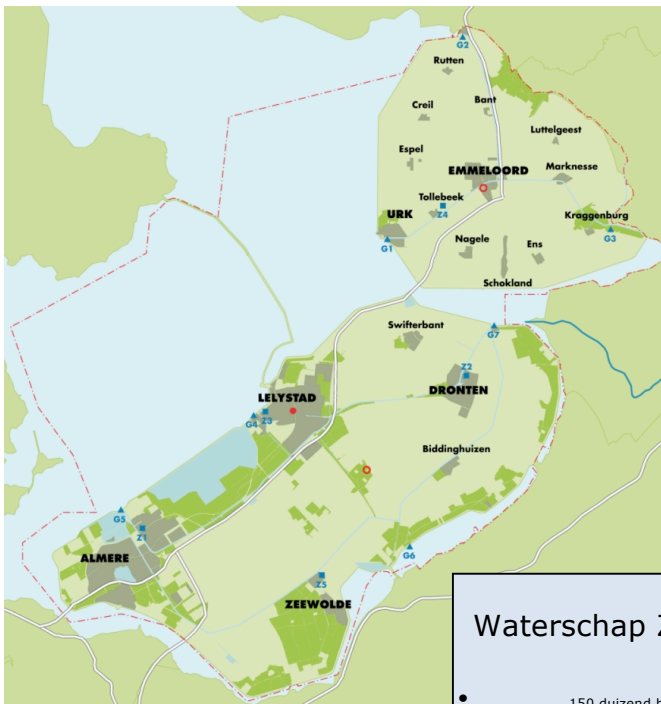 G2
Rutten
Creil
Bant
Luttelgeest
Espel
EMMELOORD
Marknesse
Tollebeek
Z4
URK
Kraggenburg
G1
G3
Nagele
Ens
Schokland
Swifterbant
G7
Z2
LELYSTAD
DRONTEN
G4
Z3
Biddinghuizen
G5
Z1
ALMERE
G6
Z5
ZEEWOLDE
Waterschap Z
• 150 duizend h